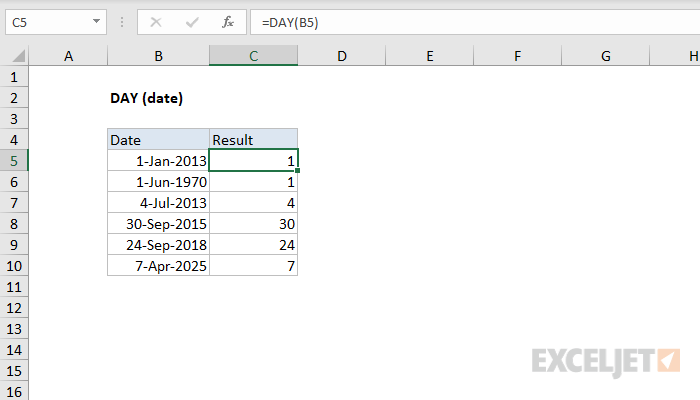 C5 fx =DAY(B5)
A B C D E F G H
1
2 DAY (date)
3
4 Date Result
5 1-Jan-2013 1
6 1-Jun-1970 1
7 4-Jul-2013 4
8 30-Sep-2015 30
9 24-Sep-2018 24
10 7-Apr-2025 7
11
12
13
14 EXCELJET
15
16